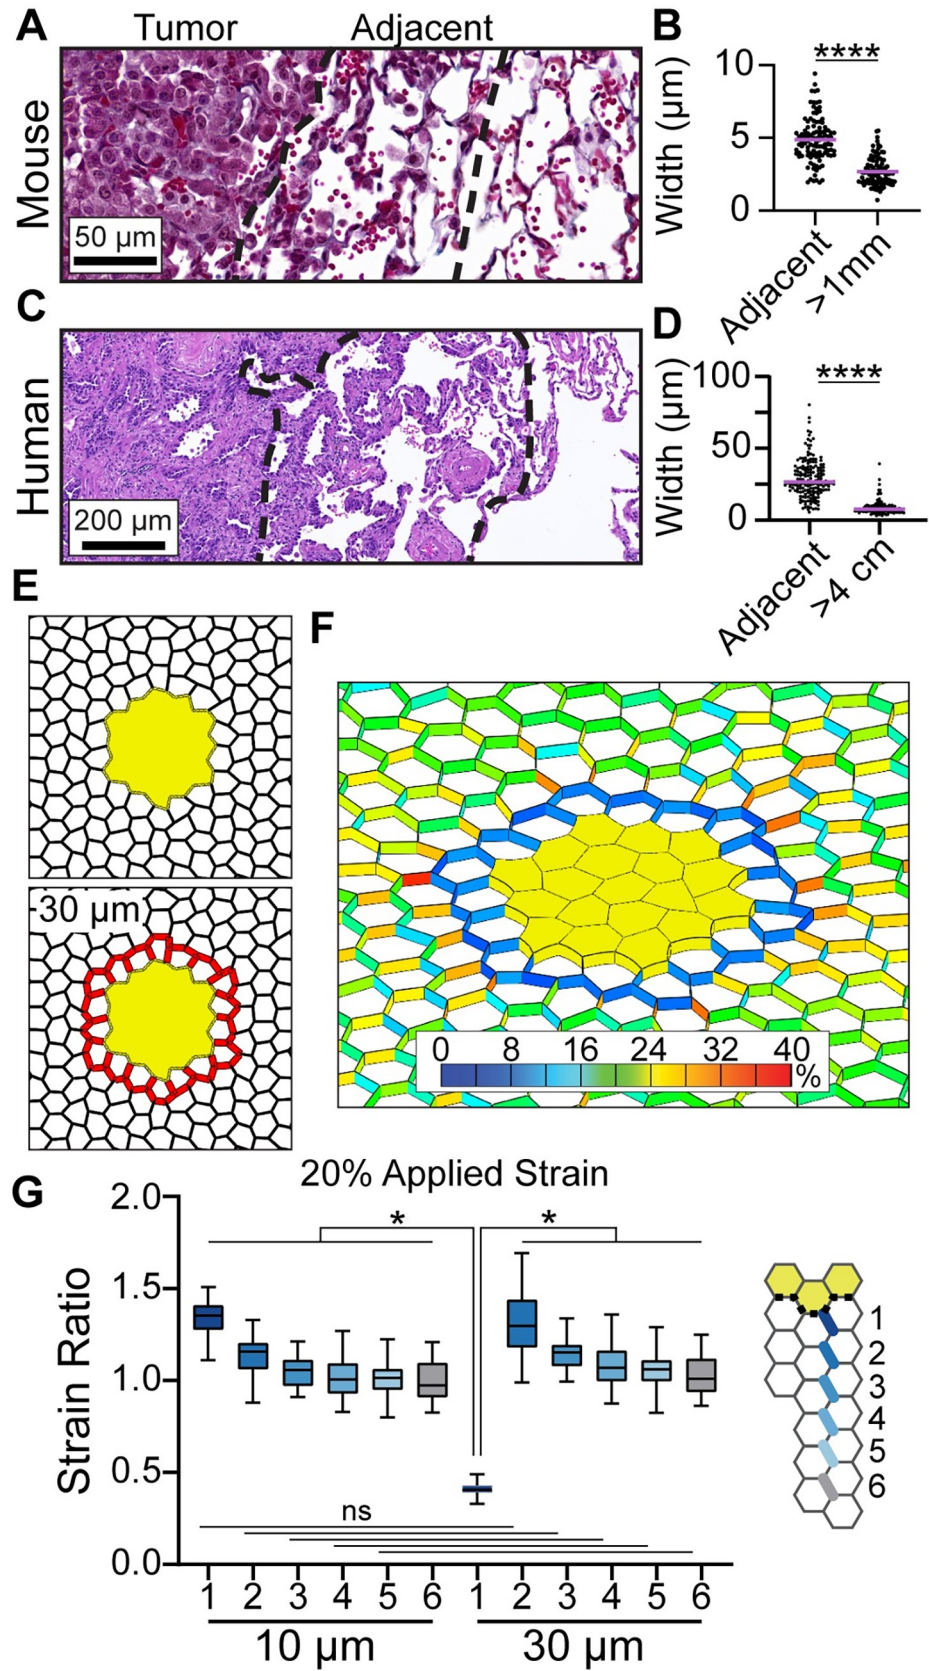 A
Tumor
Adjacent
Mouse
50 μm
B
****
Width (μm)
10
5
0
Adjacent
>1mm
C
Human
200 μm
D
****
Width (μm)
100
50
0
Adjacent
>4 cm
E
30 μm
F
0 8 16 24 32 40
%
G
20% Applied Strain
Strain Ratio
2.0
1.5
1.0
0.5
0.0
* *
ns
1 2 3 4 5 6 1 2 3 4 5 6
10 μm 30 μm
1
2
3
4
5
6